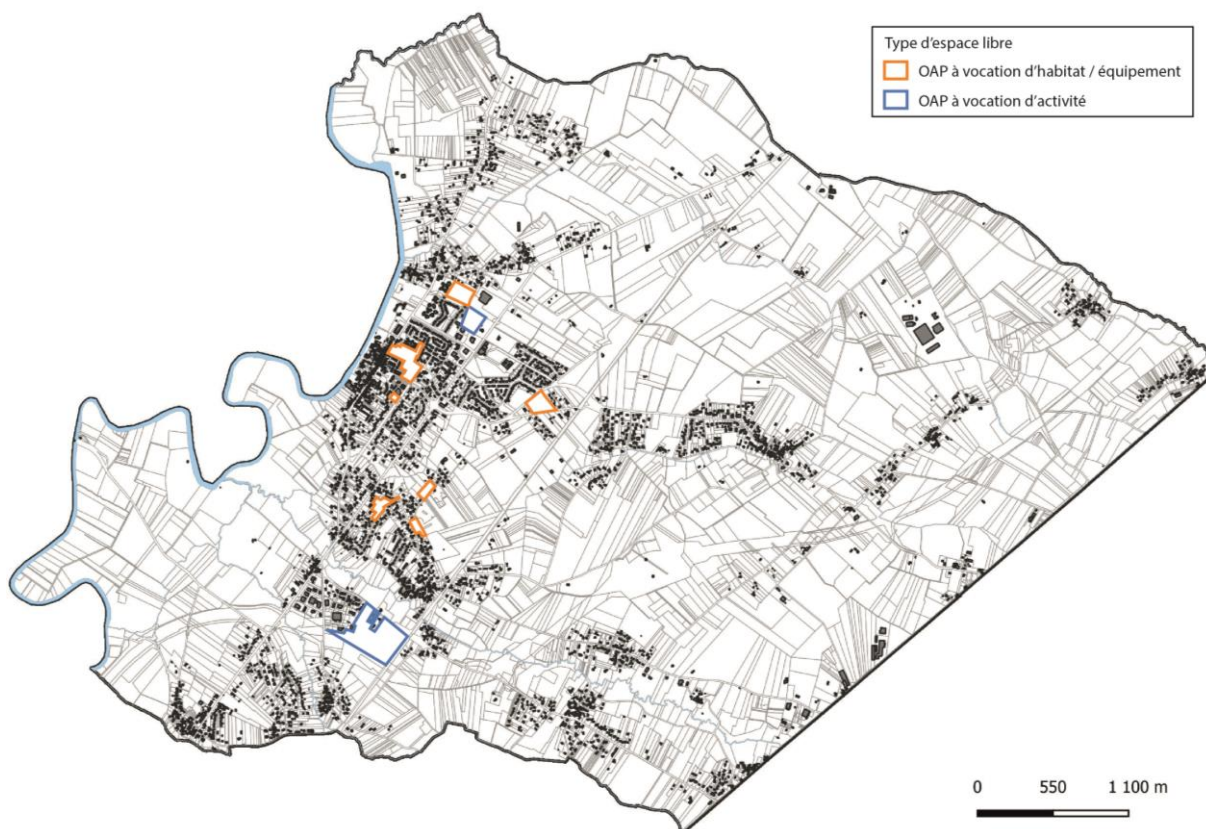 Type d'espace libre
OAP à vocation d'habitat / équipement
OAP à vocation d'activité
0 550 1 100 m